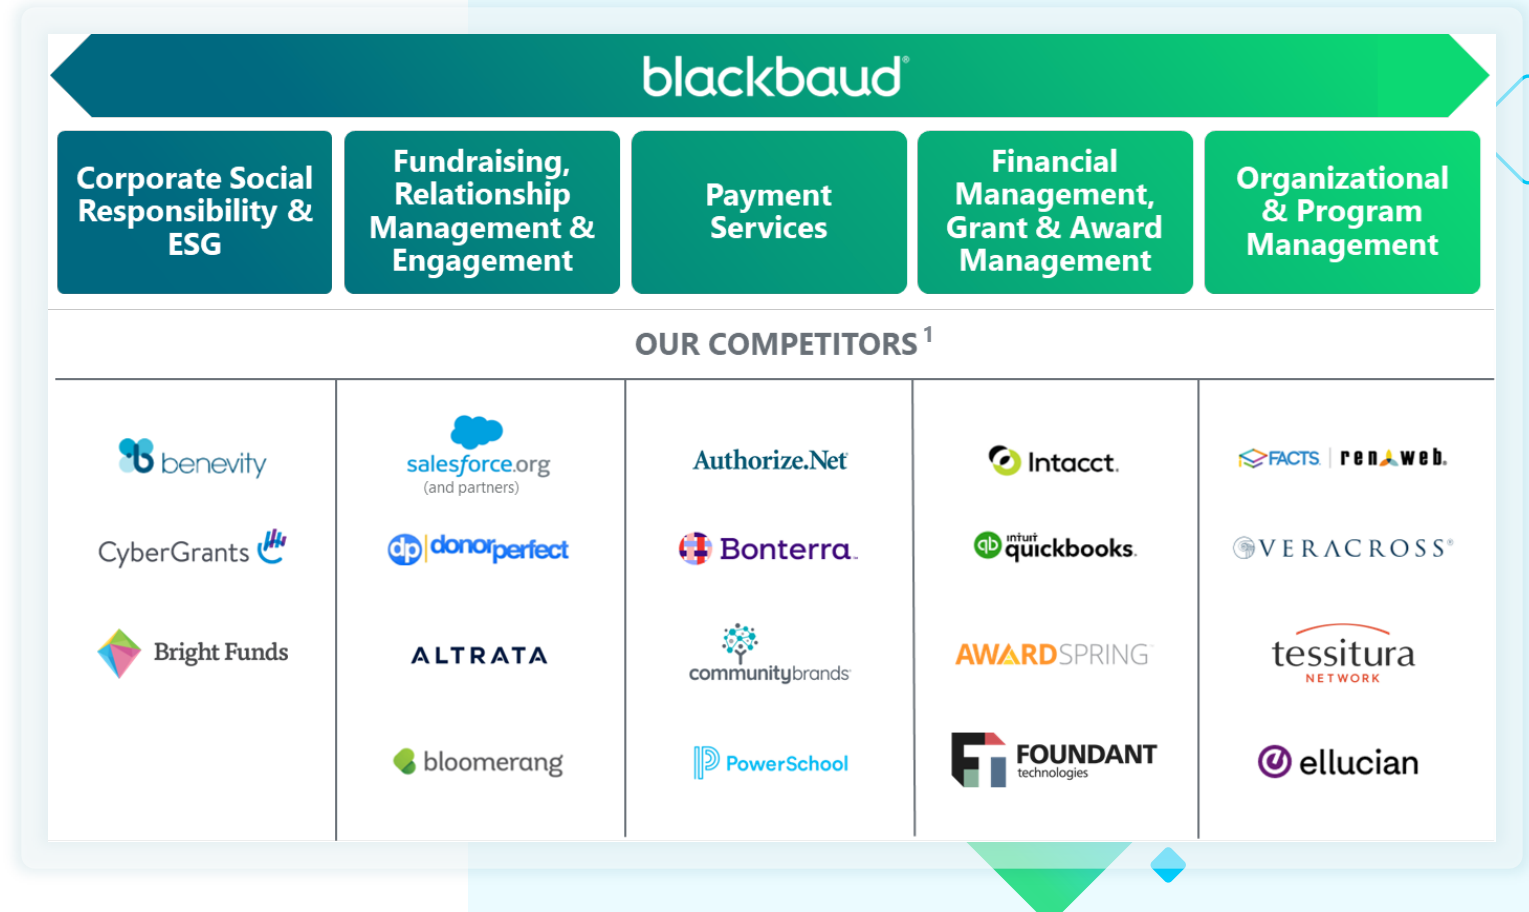 blackbaud®
Corporate Social
Responsibility &
ESG
Fundraising,
Relationship
Management &
Engagement
Payment
Services
Financial
Management,
Grant & Award
Management
Organizational
& Program
Management
OUR COMPETITORS 1
benevity
CyberGrants
Bright Funds
salesforce.org
(and partners)
dp donorperfect
ALTRATA
bloomerang
Authorize.Net
Bonterra
communitybrands
PowerSchool
Intacct.
qb intuit
quickbooks.
AWARDSPRING
FOUNDANT
technologies
FACTS | renweb.
VERACROSS®
tessitura
NETWORK
ellucian